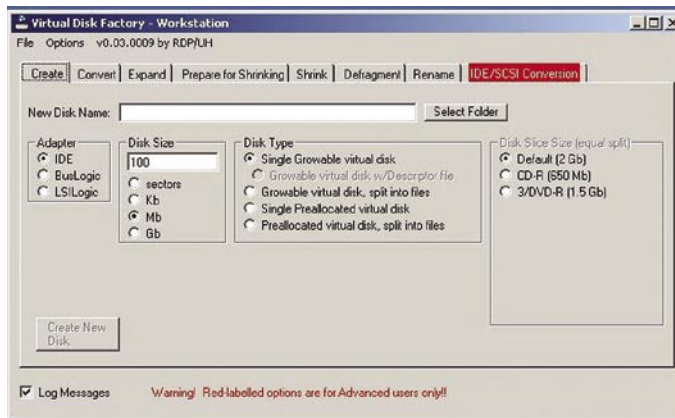 Virtual Disk Factory - Workstation
File Options v0.03.0009 by RDP/UH
Create Convert Expand Prepare for Shrinking Shrink Defragment Rename IDE/SCSI Conversion
New Disk Name: Select Folder
Adapter
IDE
BusLogic
LSILogic
Disk Size
100
sectors
Kb
Mb
Gb
Disk Type
Single Growable virtual disk
Growable virtual disk w/Descriptor file
Growable virtual disk, split into files
Single Preallocated virtual disk
Preallocated virtual disk, split into files
Disk Slice Size (equal split)
Default (2 Gb)
CD-R (650 Mb)
3/DVD-R (1.5 Gb)
Create New
Disk
Log Messages Warning! Red-labelled options are for Advanced users only!!